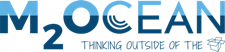 M2OCEAN
THINKING OUTSIDE OF THE